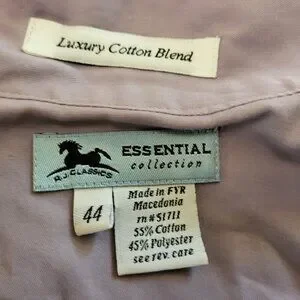 Luxury Cotton Blend
ESSENTIAL
collection
R.J.CLASSICS
44
Made in FYR
Macedonia
rn#51711
55% Cotton
45% Polyester
see rev. care